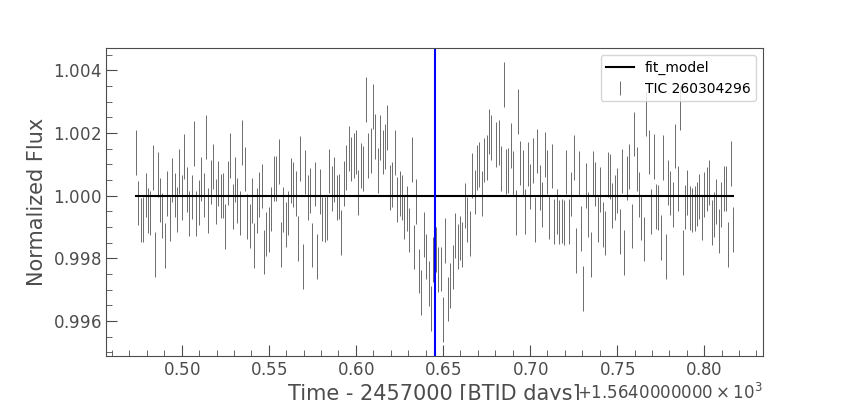 1.004
1.002
1.000
0.998
0.996
Normalized Flux
fit_model
TIC 260304296
0.50 0.55 0.60 0.65 0.70 0.75 0.80
Time - 2457000 [BTJD days]
+1.5640000000 × 10³